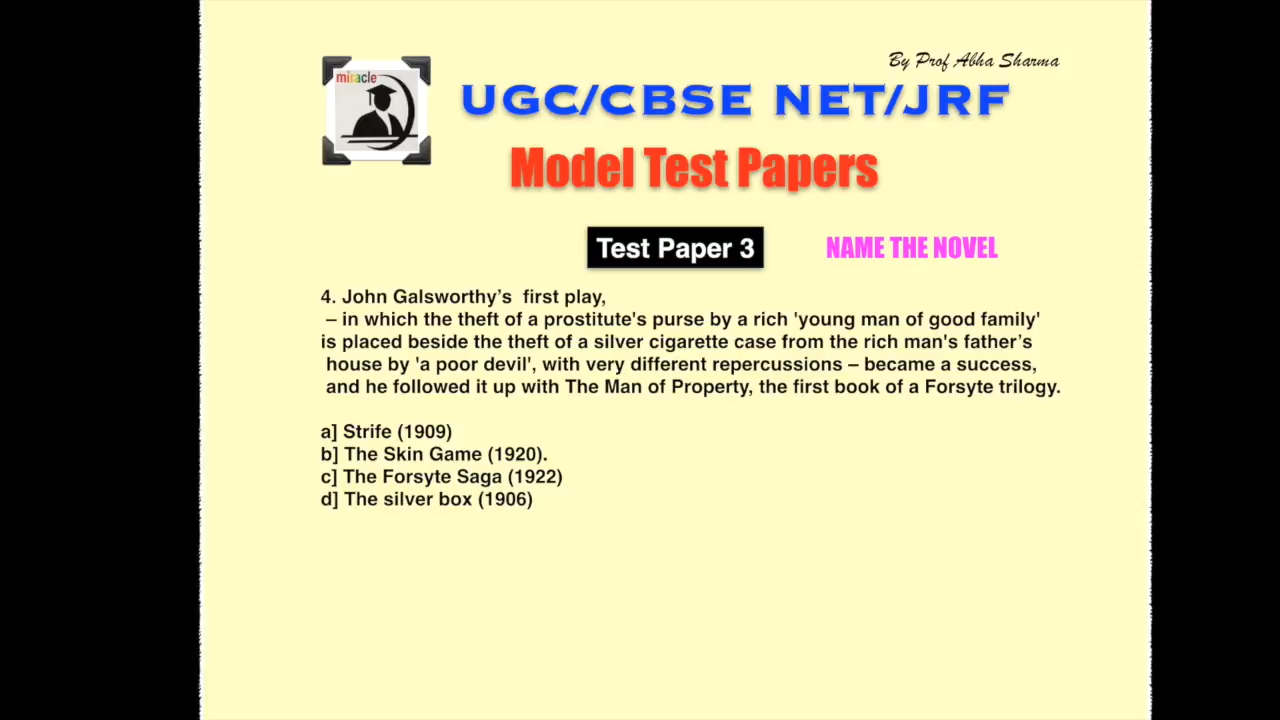 By Prof Abha Sharma
miracle
UGC/CBSE NET/JRF
Model Test Papers
Test Paper 3
NAME THE NOVEL
4. John Galsworthy’s  first play,
– in which the theft of a prostitute's purse by a rich 'young man of good family'
is placed beside the theft of a silver cigarette case from the rich man's father’s
house by 'a poor devil', with very different repercussions – became a success,
and he followed it up with The Man of Property, the first book of a Forsyte trilogy.
a] Strife (1909)
b] The Skin Game (1920).
c] The Forsyte Saga (1922)
d] The silver box (1906)